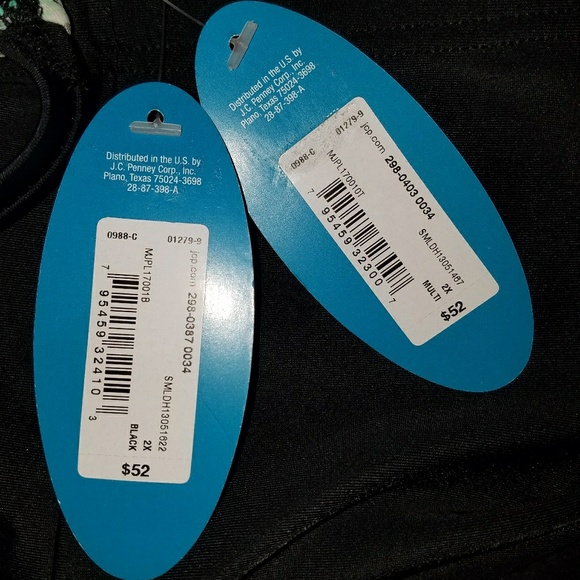 Distributed in the U.S. by
J.C. Penney Corp., Inc.
Plano, Texas 75024-3698
28-87-398-A
0988-C 01279-9
jcp.com 298-0387 0034
MJPL17001B
7 95459 32410 3
SMLDH13051622
2X
BLACK
$52
Distributed in the U.S. by
J.C. Penney Corp., Inc.
Plano, Texas 75024-3698
28-87-398-A
0988-C 01279-9
jcp.com 298-0403 0034
MJPL17001OT
7 95459 32300 7
SMLDH13051467
2X
MULTI
$52